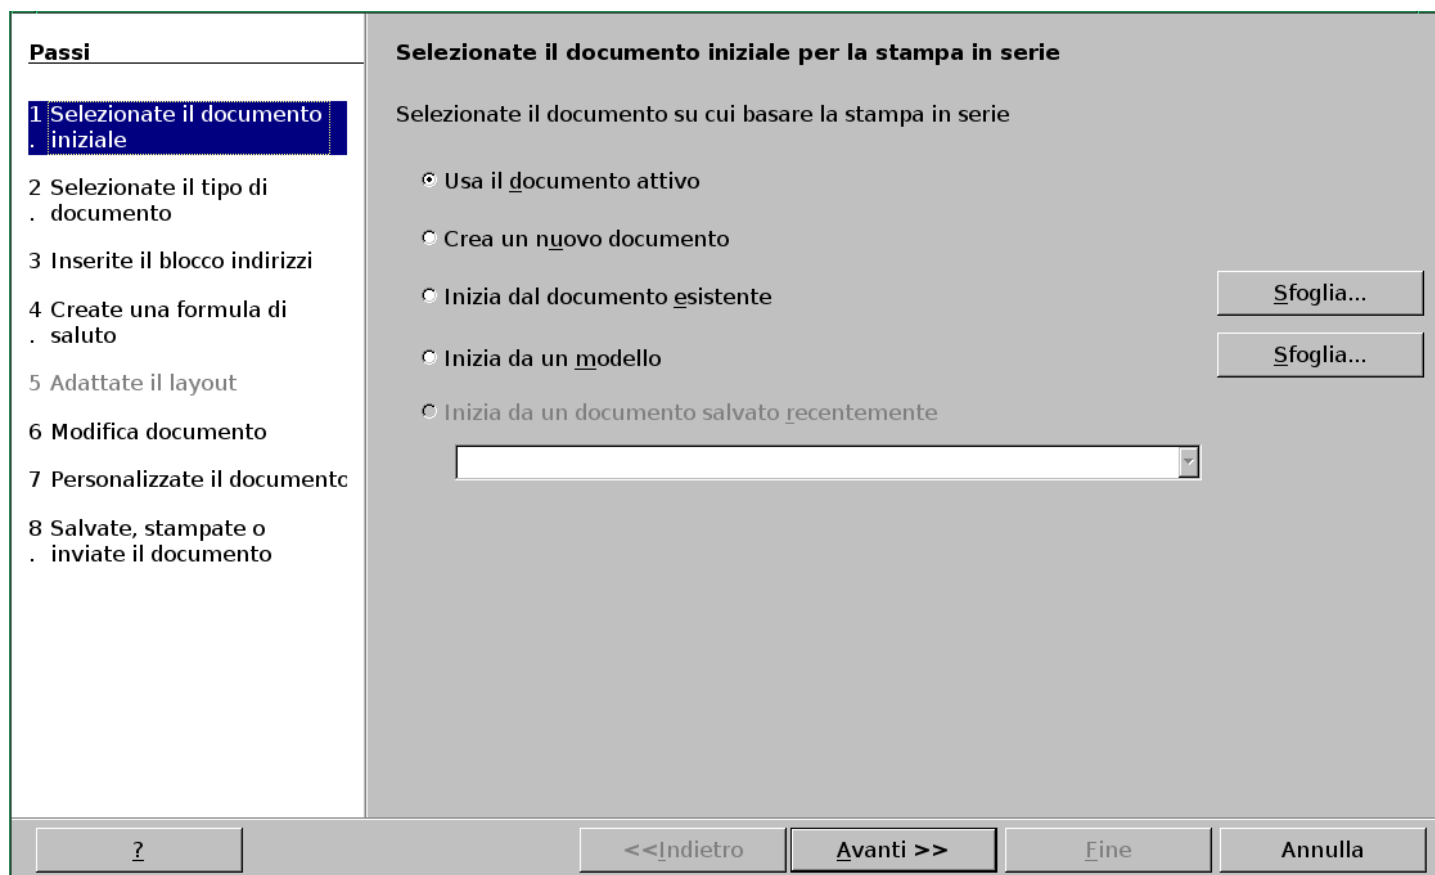 Passi
1 Selezionate il documento
. iniziale
2 Selezionate il tipo di
. documento
3 Inserite il blocco indirizzi
4 Create una formula di
. saluto
5 Adattate il layout
6 Modifica documento
7 Personalizzate il documento
8 Salvate, stampate o
. inviate il documento
Selezionate il documento iniziale per la stampa in serie
Selezionate il documento su cui basare la stampa in serie
Usa il documento attivo
Crea un nuovo documento
Inizia dal documento esistente
Sfoglia...
Inizia da un modello
Sfoglia...
Inizia da un documento salvato recentemente
?
<<Indietro
Avanti >>
Fine
Annulla